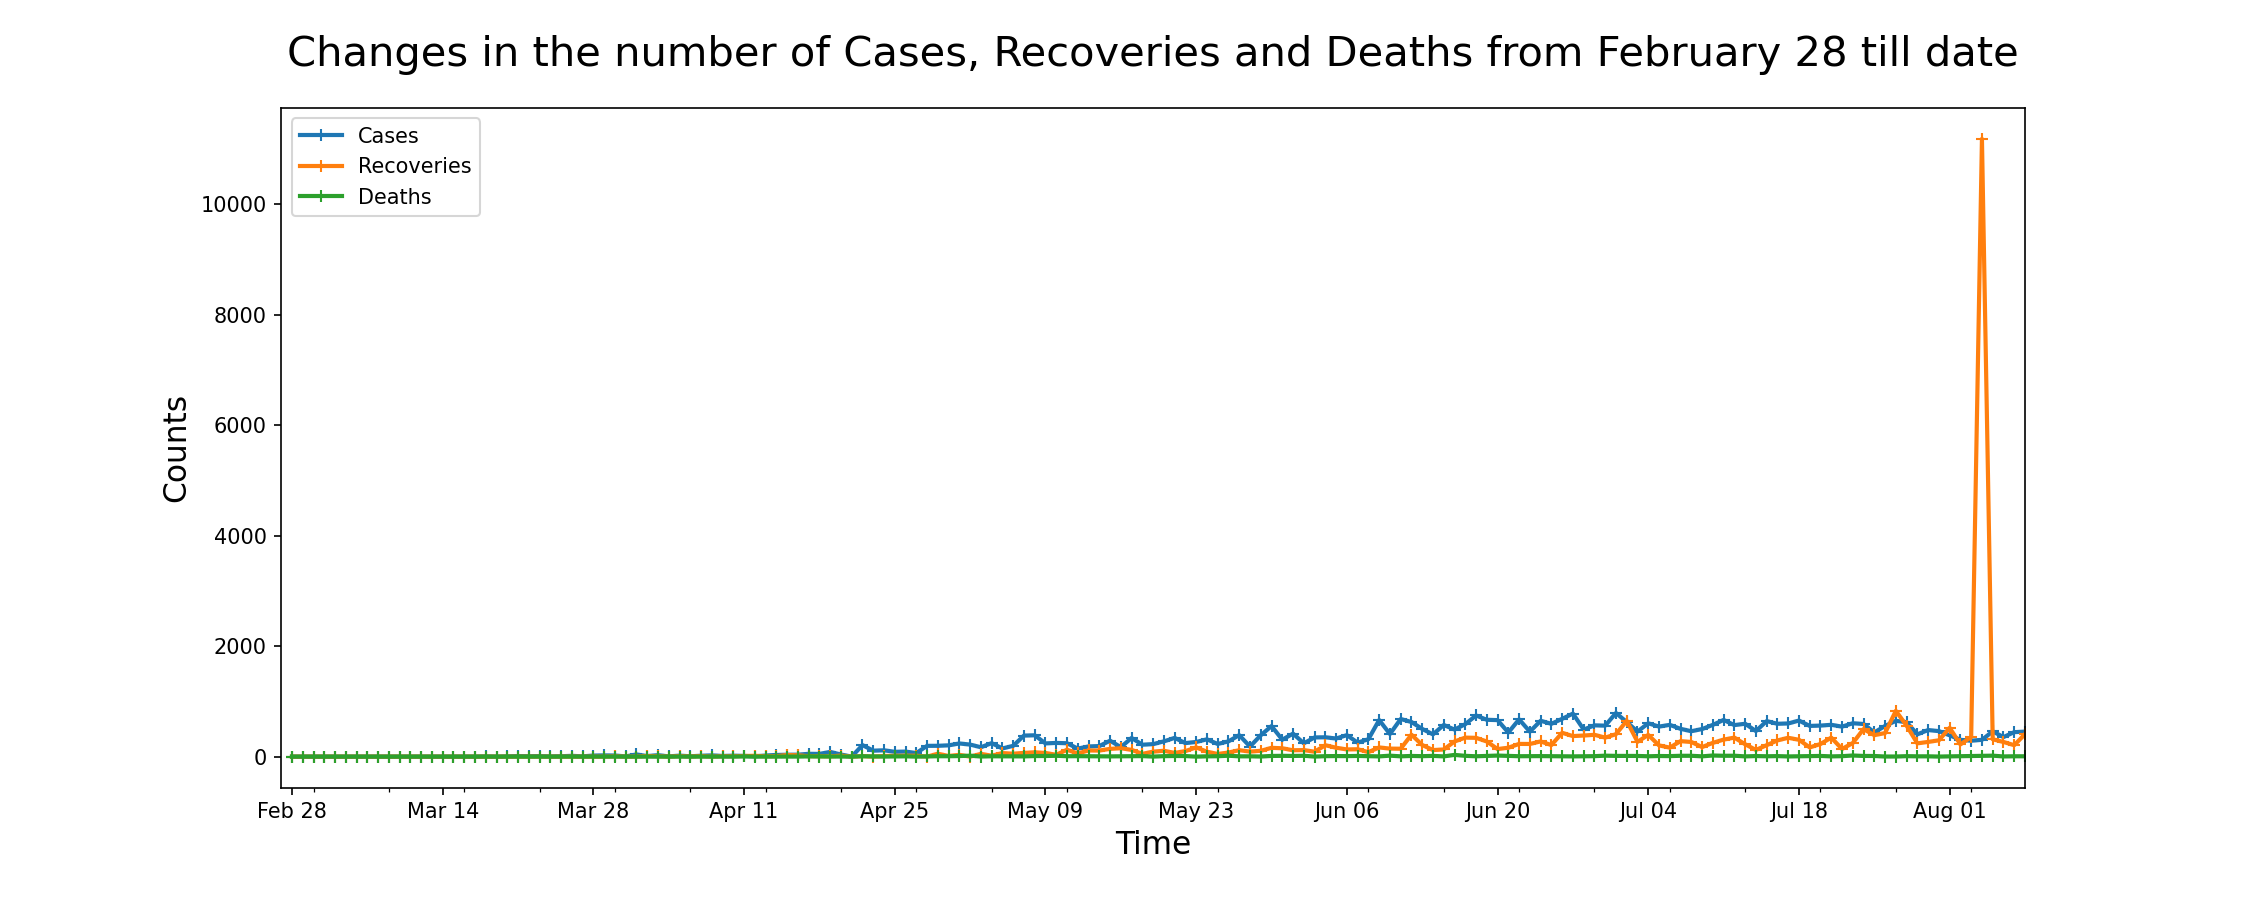 Changes in the number of Cases, Recoveries and Deaths from February 28 till date
Cases
Recoveries
Deaths
10000
8000
6000
4000
2000
0
Counts
Feb 28 Mar 14 Mar 28 Apr 11 Apr 25 May 09 May 23 Jun 06 Jun 20 Jul 04 Jul 18 Aug 01
Time